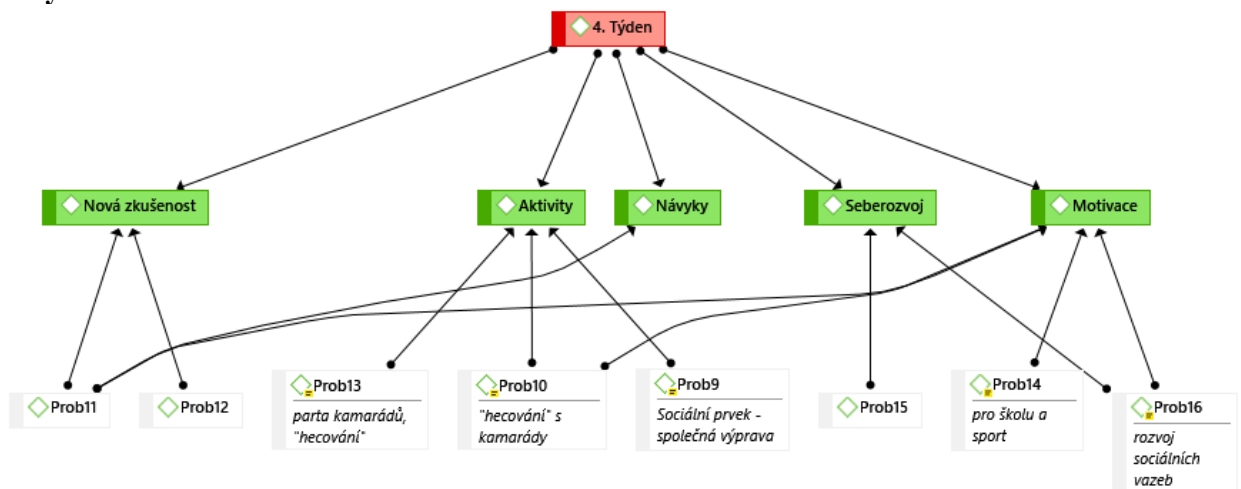 4. Týden
Nová zkušenost
Aktivity
Návyky
Seberozvoj
Motivace
Prob11
Prob12
Prob13
parta kamarádů,
"hecování"
Prob10
"hecování" s
kamarády
Prob9
Sociální prvek -
společná výprava
Prob15
Prob14
pro školu a
sport
Prob16
rozvoj
sociálních
vazeb